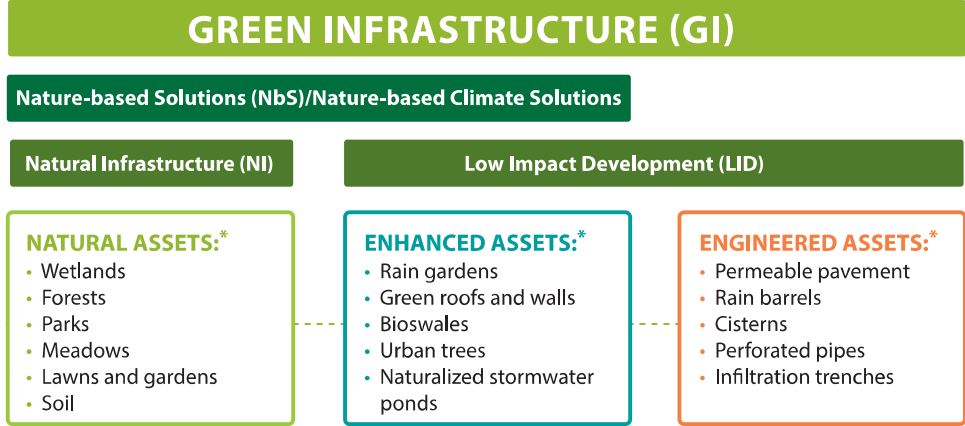 GREEN INFRASTRUCTURE (GI)
Nature-based Solutions (NbS)/Nature-based Climate Solutions
Natural Infrastructure (NI)
Low Impact Development (LID)
NATURAL ASSETS:*
• Wetlands
• Forests
• Parks
• Meadows
• Lawns and gardens
• Soil
ENHANCED ASSETS:*
• Rain gardens
• Green roofs and walls
• Bioswales
• Urban trees
• Naturalized stormwater
ponds
ENGINEERED ASSETS:*
• Permeable pavement
• Rain barrels
• Cisterns
• Perforated pipes
• Infiltration trenches